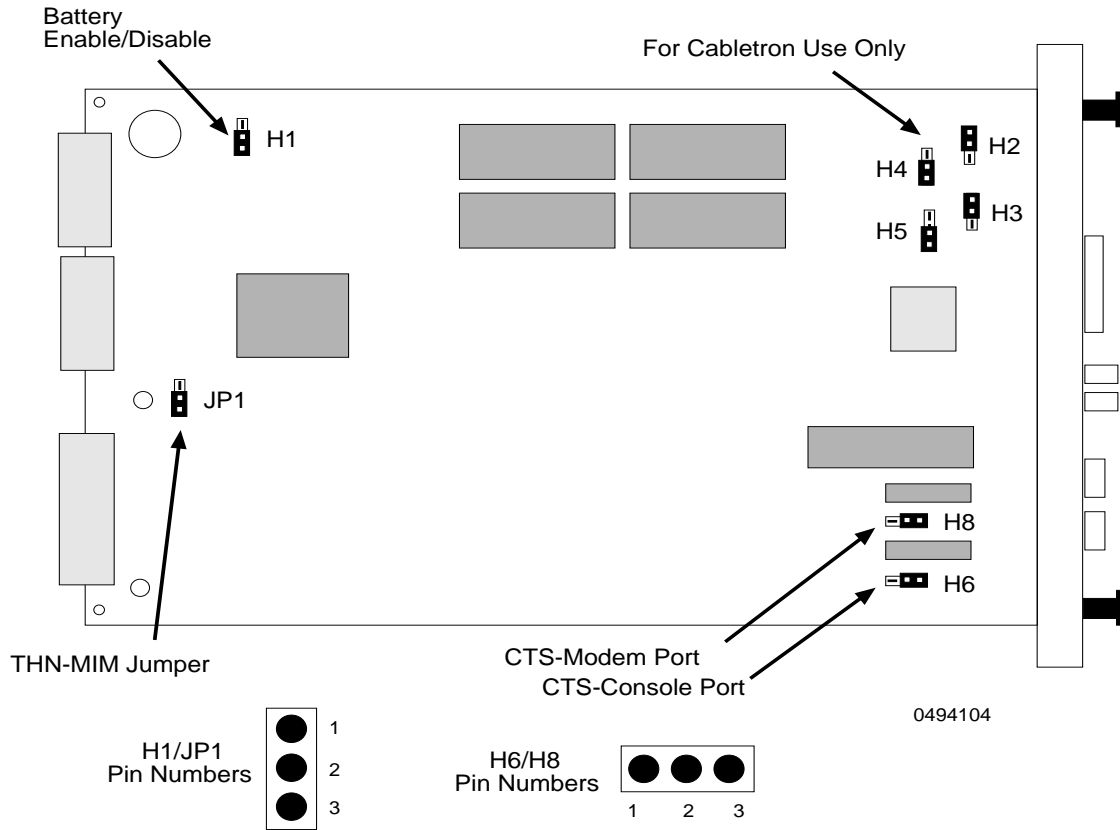 Battery
Enable/Disable
For Cabletron Use Only
H1
H2
H4
H3
H5
JP1
H8
H6
THN-MIM Jumper
CTS-Modem Port
CTS-Console Port
0494104
H1/JP1
Pin Numbers
1
2
3
H6/H8
Pin Numbers
1 2 3